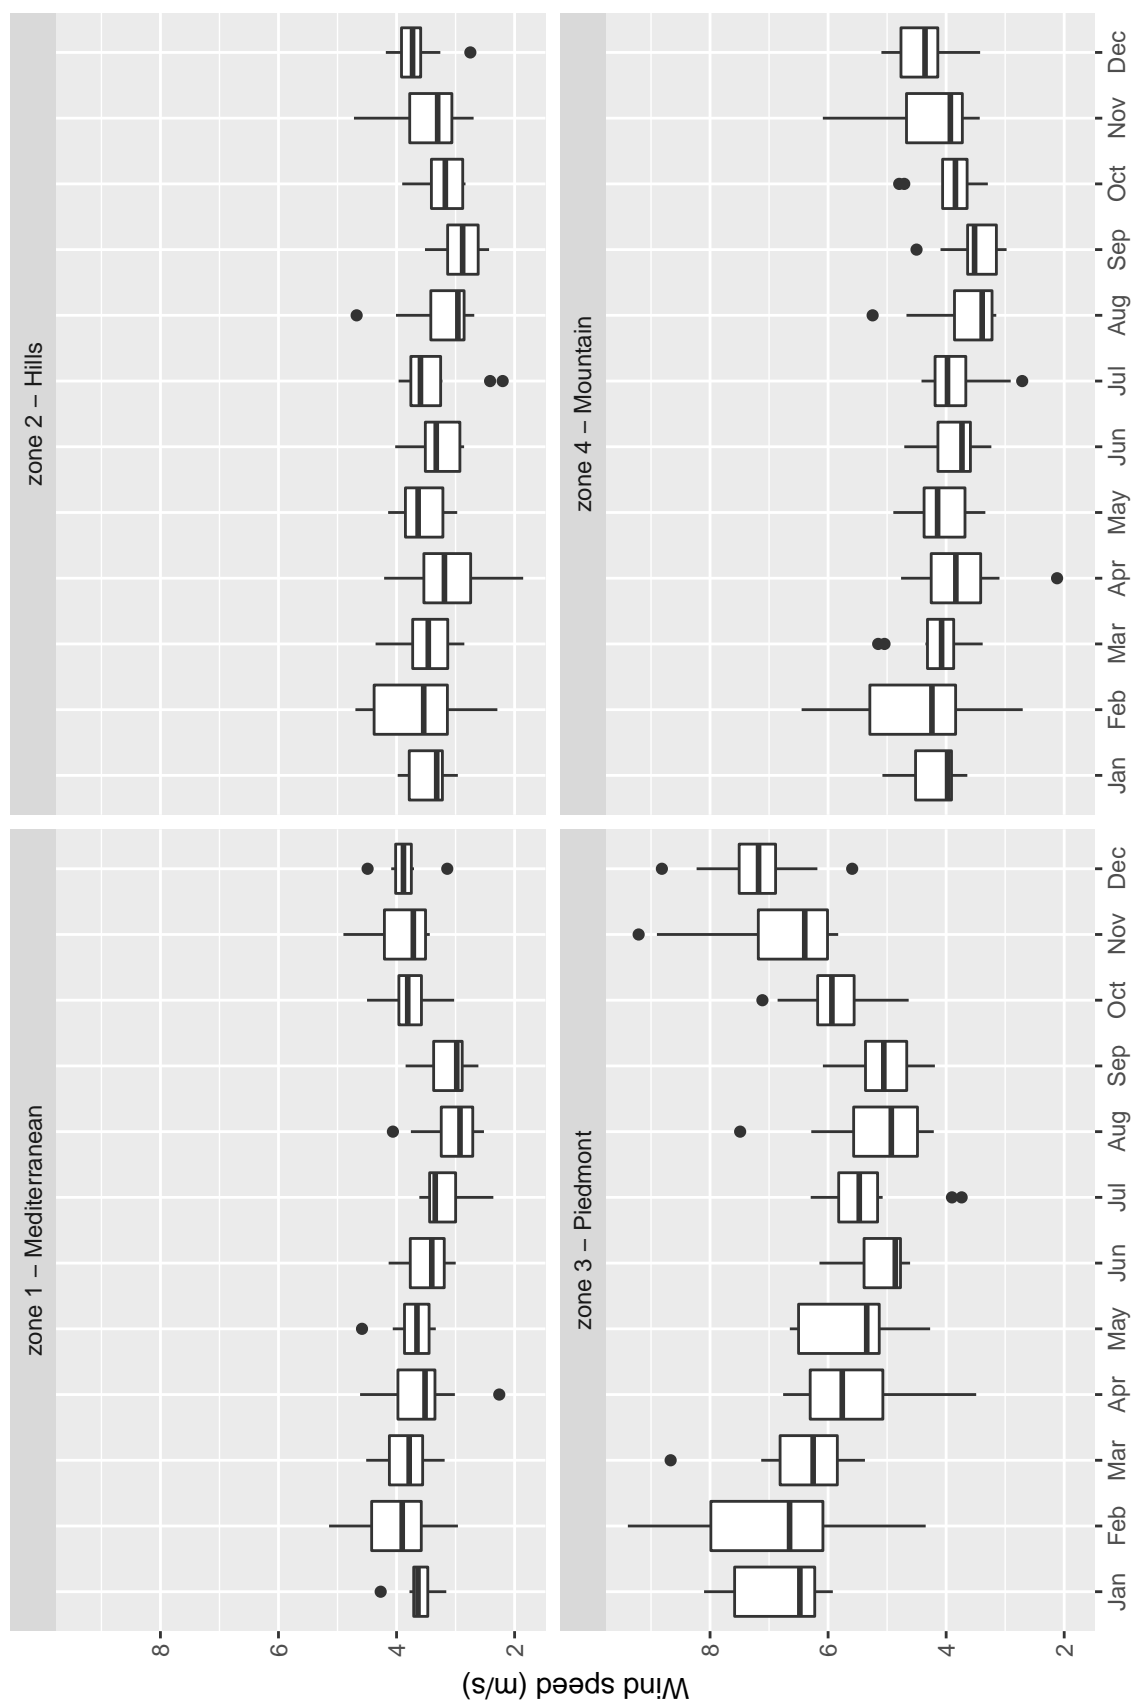 zone 1 − Mediterranean
zone 2 − Hills
8
6
4
2
zone 3 − Piedmont
zone 4 − Mountain
8
6
4
2
Jan Feb Mar Apr May Jun Jul Aug Sep Oct Nov Dec
Jan Feb Mar Apr May Jun Jul Aug Sep Oct Nov Dec
Wind speed (m/s)